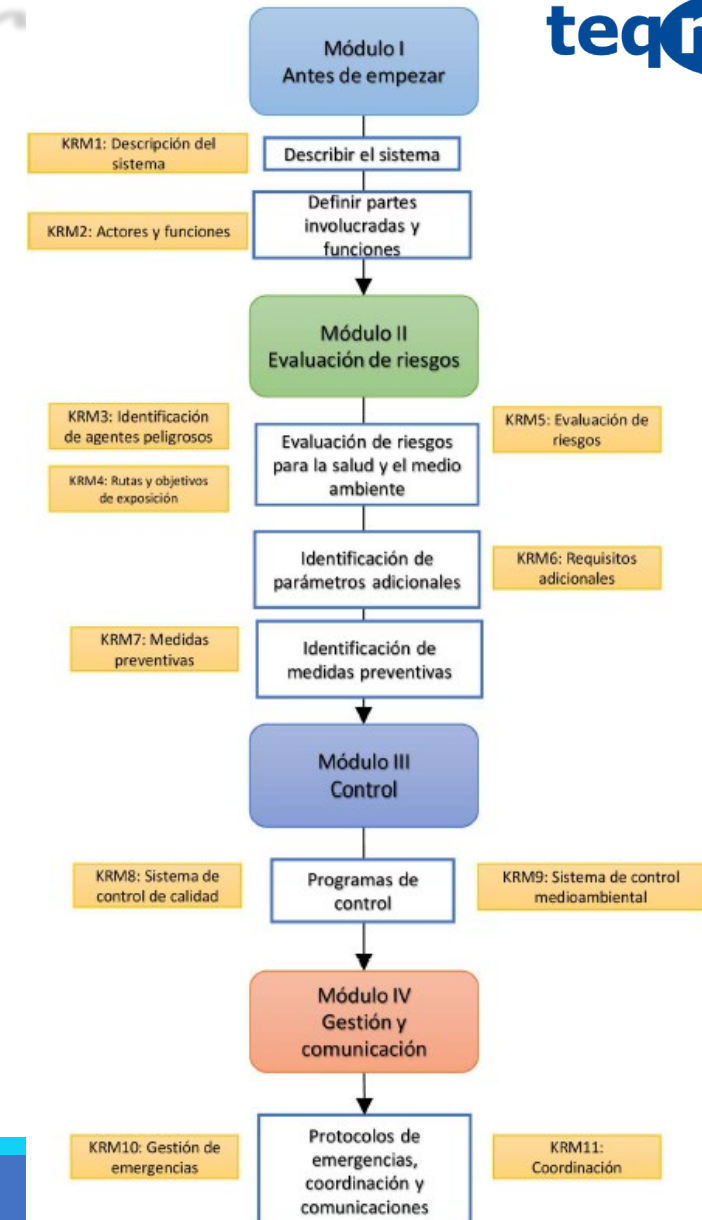 teq
Módulo I
Antes de empezar
KRM1: Descripción del
sistema
Describir el sistema
Definir partes
involucradas y
funciones
KRM2: Actores y funciones
Módulo II
Evaluación de riesgos
KRM3: Identificación
de agentes peligrosos
KRM4: Rutas y objetivos
de exposición
Evaluación de riesgos
para la salud y el medio
ambiente
KRM5: Evaluación de
riesgos
Identificación de
parámetros adicionales
KRM6: Requisitos
adicionales
KRM7: Medidas
preventivas
Identificación de
medidas preventivas
Módulo III
Control
KRM8: Sistema de
control de calidad
Programas de
control
KRM9: Sistema de control
medioambiental
Módulo IV
Gestión y
comunicación
KRM10: Gestión de
emergencias
Protocolos de
emergencias,
coordinación y
comunicaciones
KRM11:
Coordinación